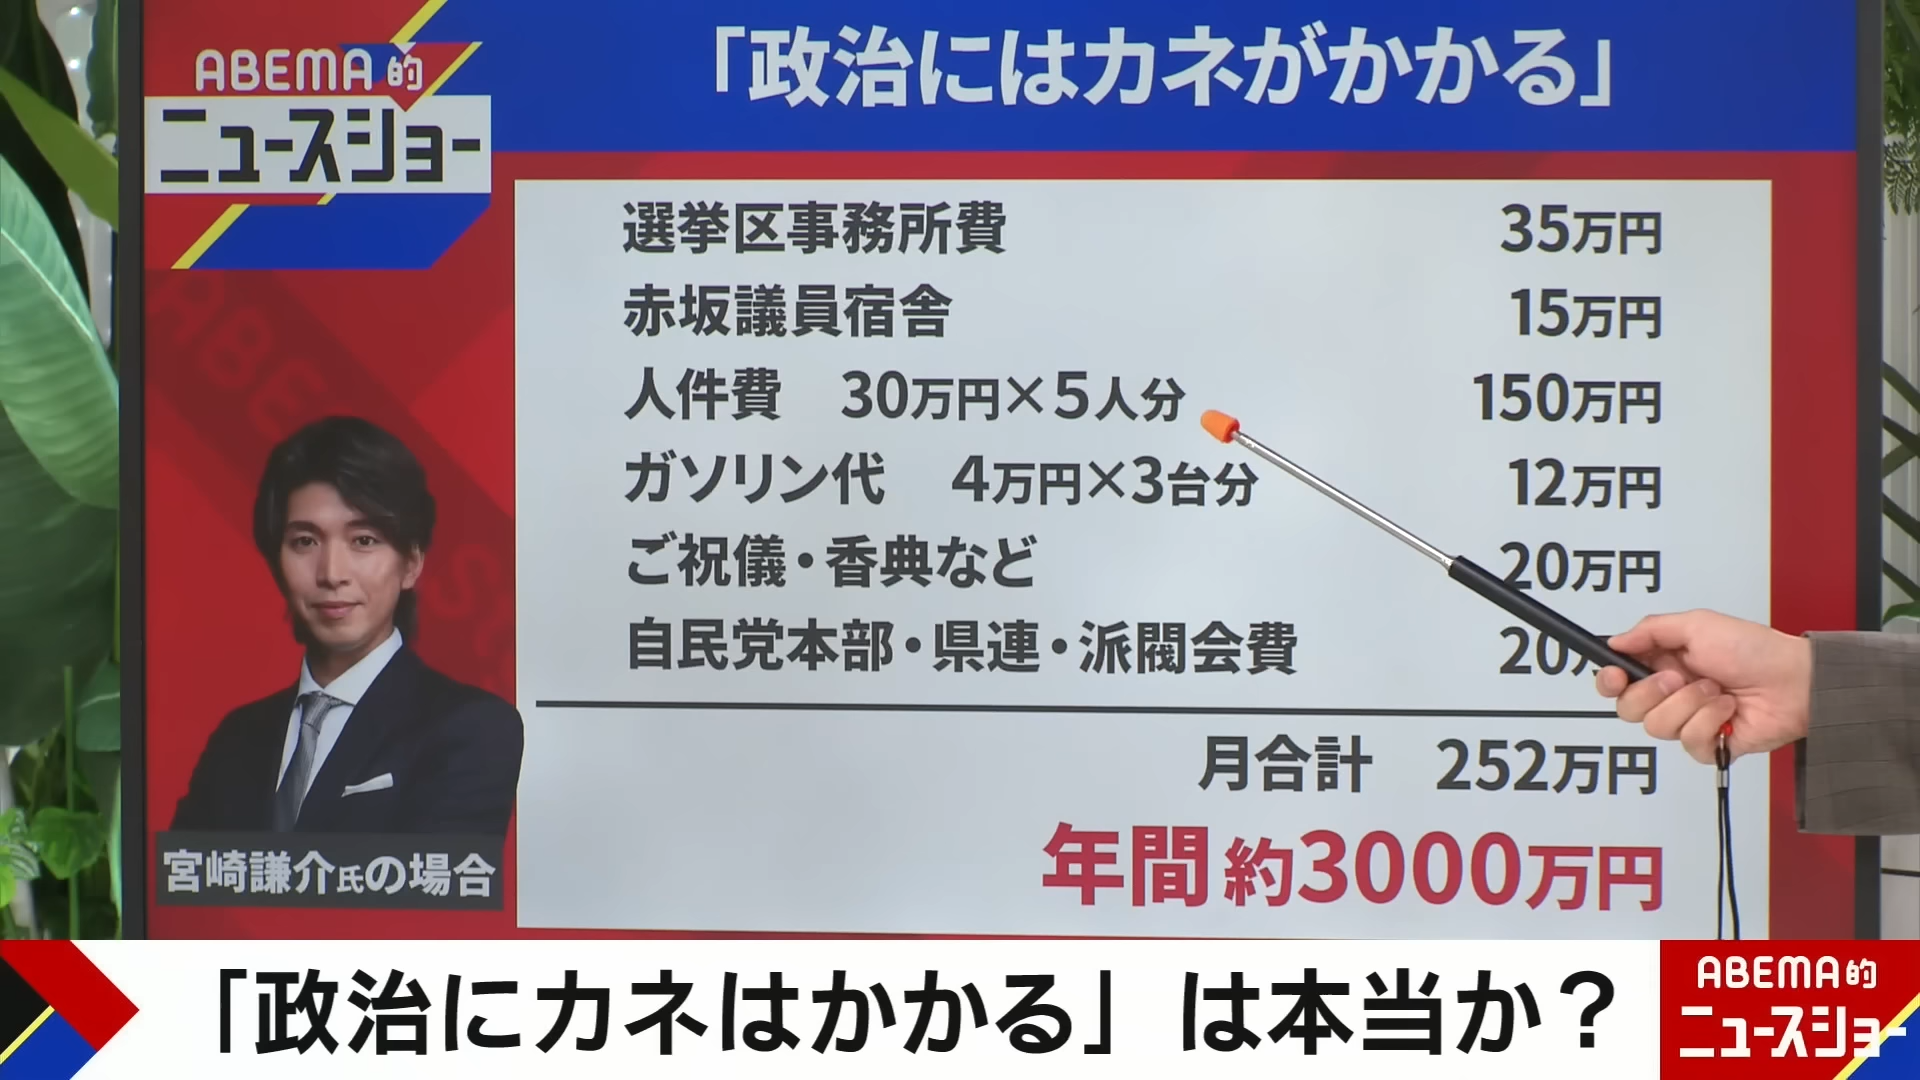 ABEMA的
ニュースショー
「政治にはカネがかかる」
選挙区事務所費 35万円
赤坂議員宿舎 15万円
人件費 30万円×5人分 150万円
ガソリン代 4万円×3台分 12万円
ご祝儀・香典など 20万円
自民党本部・県連・派閥会費 20万
月合計 252万円
年間約3000万円
宮崎謙介氏の場合
「政治にカネはかかる」は本当か？
ABEMA的
ニュースショー